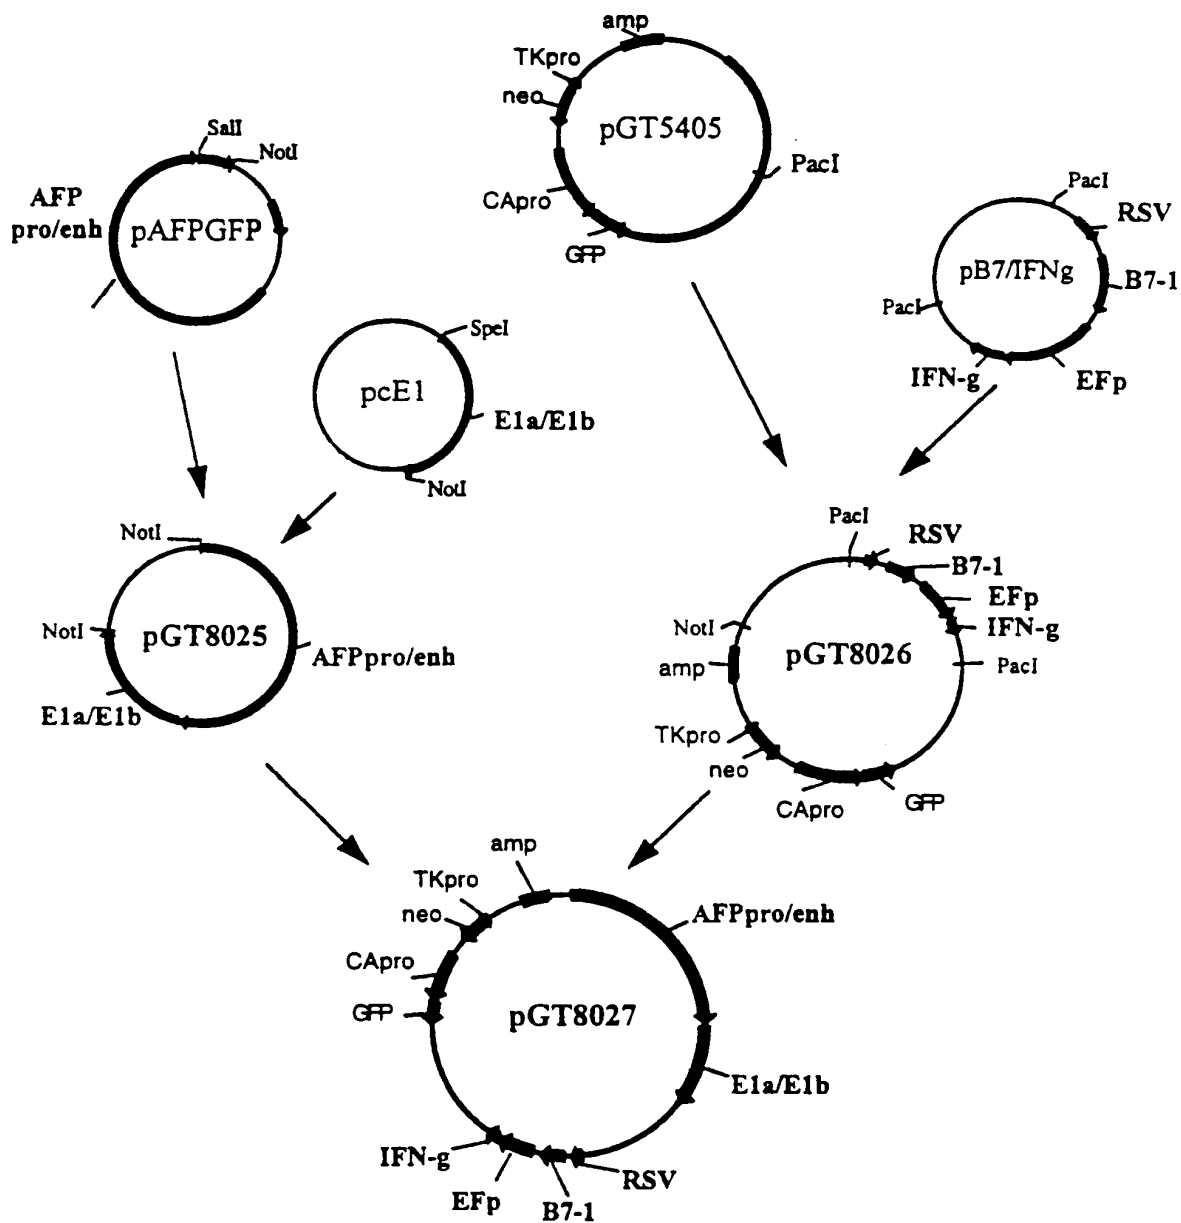 amp
TKpro
neo
pGT5405
PacI
CApro
GFP
SalI
NotI
AFP
pro/enh
pAFPGFP
PacI
RSV
pB7/IFNg
B7-1
PacI
IFN-g
EFp
SpeI
pcE1
E1a/E1b
NotI
NotI
NotI
pGT8025
AFPpro/enh
E1a/E1b
PacI
RSV
B7-1
EFp
IFN-g
NotI
pGT8026
PacI
amp
TKpro
neo
CApro
GFP
amp
TKpro
neo
AFPpro/enh
CApro
GFP
pGT8027
E1a/E1b
IFN-g
EFp
B7-1
RSV